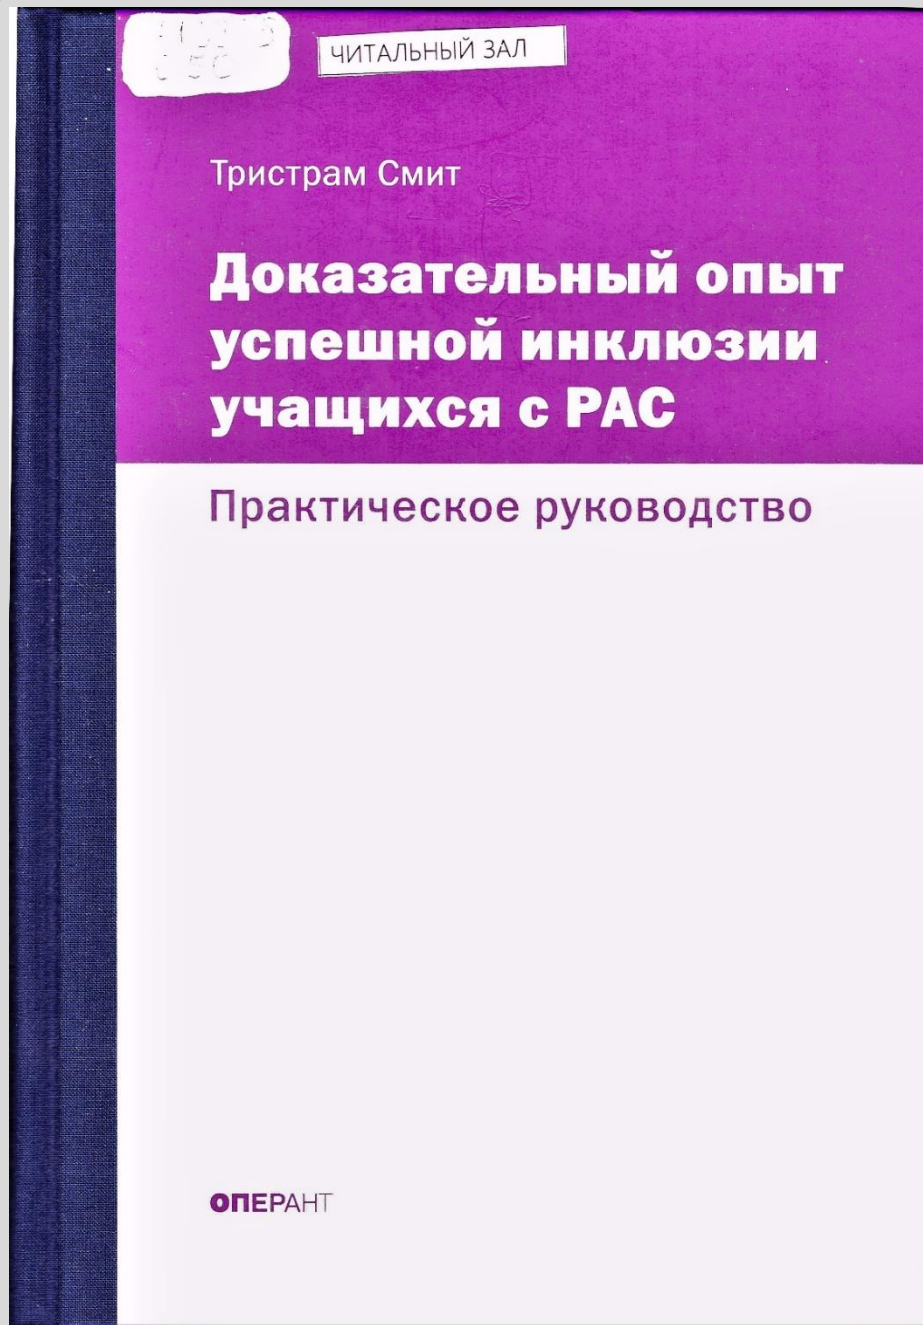 ЧИТАЛЬНЫЙ ЗАЛ
Тристрам Смит
Доказательный опыт
успешной инклюзии
учащихся с РАС
Практическое руководство
ОПЕРАНТ